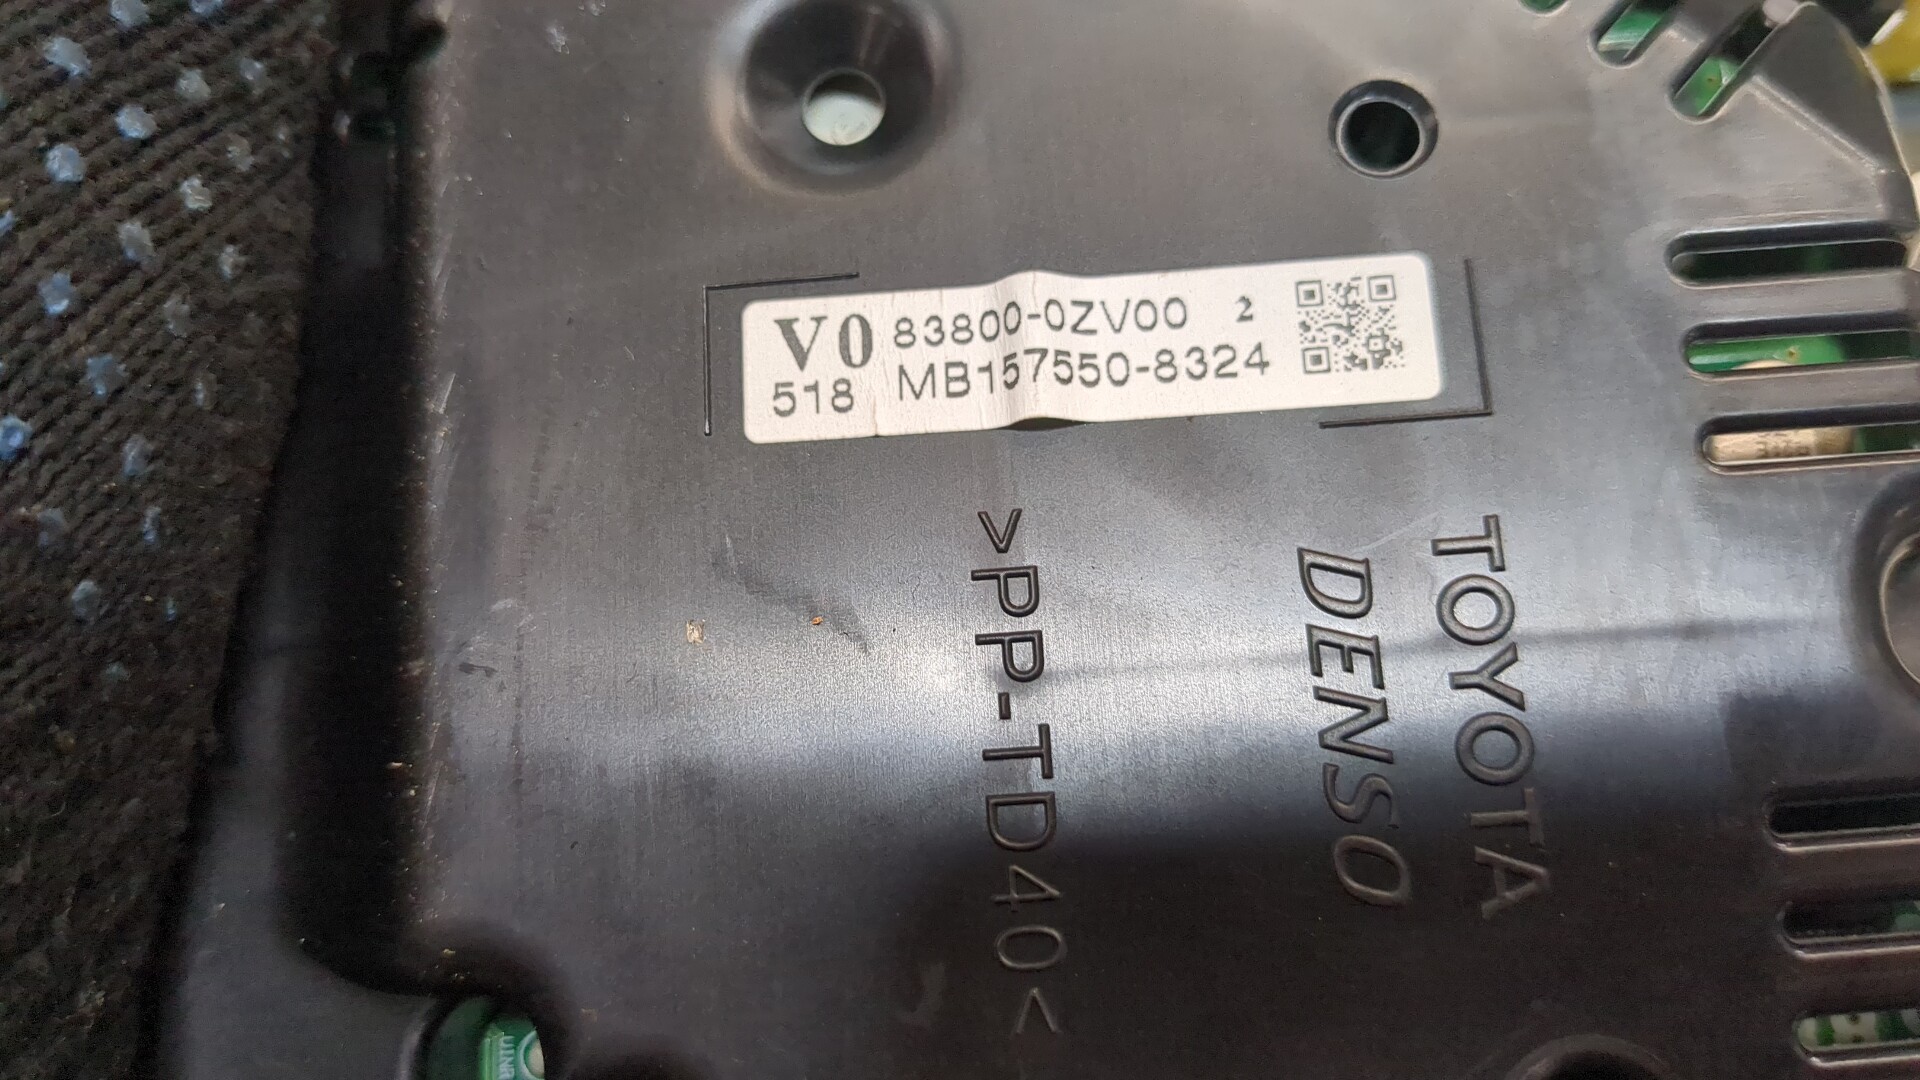 V0 83800-0ZV00 2
518 MB157550-8324
>PP-TD40<
DENSO
TOYOTA